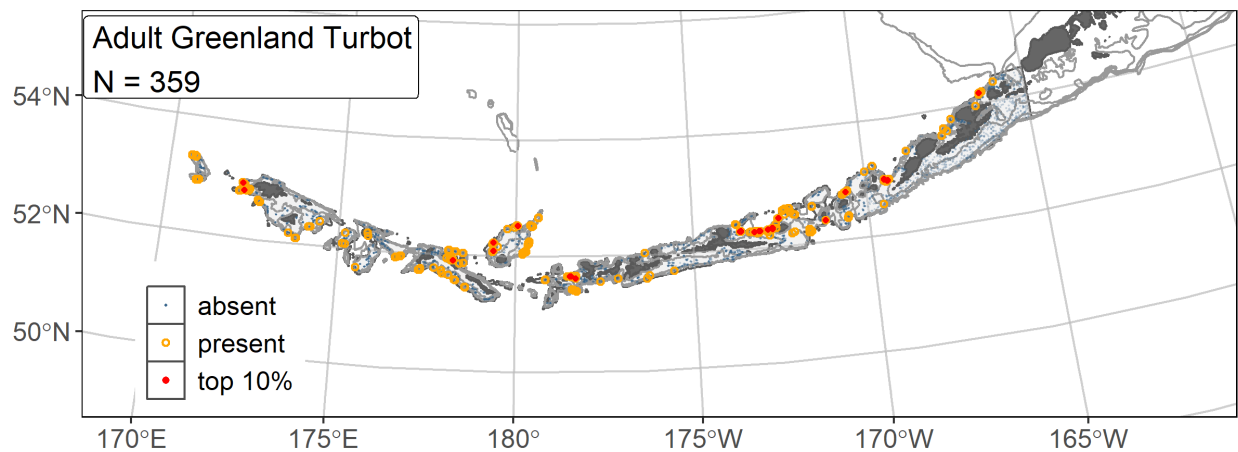 Adult Greenland Turbot
N = 359
54°N
52°N
50°N
absent
present
top 10%
170°E
175°E
180°
175°W
170°W
165°W